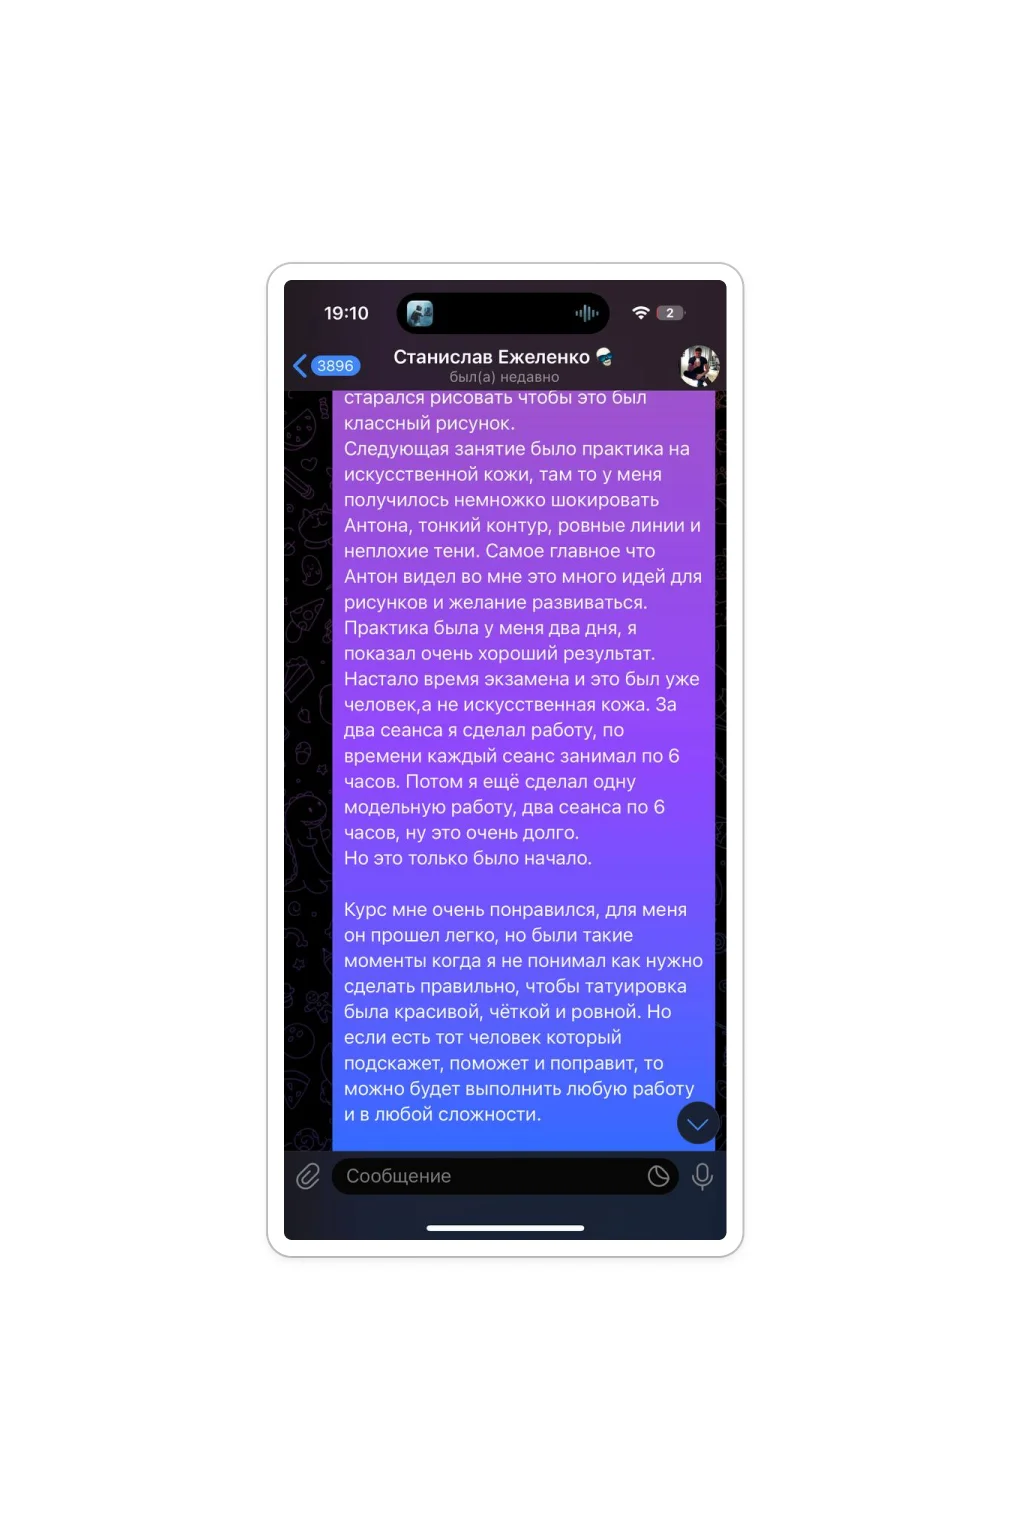 19:10
2
3896
Станислав Ежеленко
был(а) недавно
старался рисовать чтобы это был
классный рисунок.
Следующая занятие было практика на
искусственной кожи, там то у меня
получилось немножко шокировать
Антона, тонкий контур, ровные линии и
неплохие тени. Самое главное что
Антон видел во мне это много идей для
рисунков и желание развиваться.
Практика была у меня два дня, я
показал очень хороший результат.
Настало время экзамена и это был уже
человек,а не искусственная кожа. За
два сеанса я сделал работу, по
времени каждый сеанс занимал по 6
часов. Потом я ещё сделал одну
модельную работу, два сеанса по 6
часов, ну это очень долго.
Но это только было начало.
Курс мне очень понравился, для меня
он прошел легко, но были такие
моменты когда я не понимал как нужно
сделать правильно, чтобы татуировка
была красивой, чёткой и ровной. Но
если есть тот человек который
подскажет, поможет и поправит, то
можно будет выполнить любую работу
и в любой сложности.
Сообщение